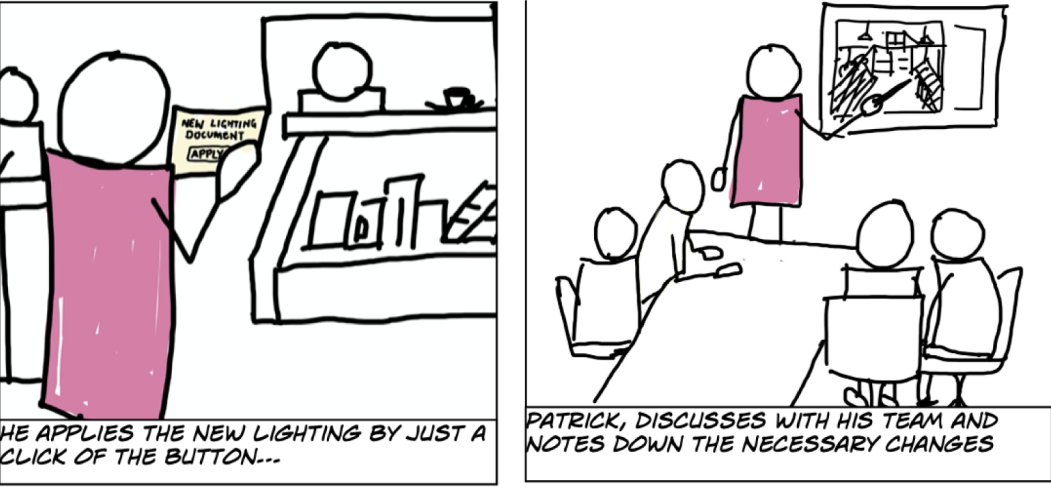 NEW LIGHTING
DOCUMENT
APPLY
HE APPLIES THE NEW LIGHTING BY JUST A
CLICK OF THE BUTTON...
PATRICK, DISCUSSES WITH HIS TEAM AND
NOTES DOWN THE NECESSARY CHANGES